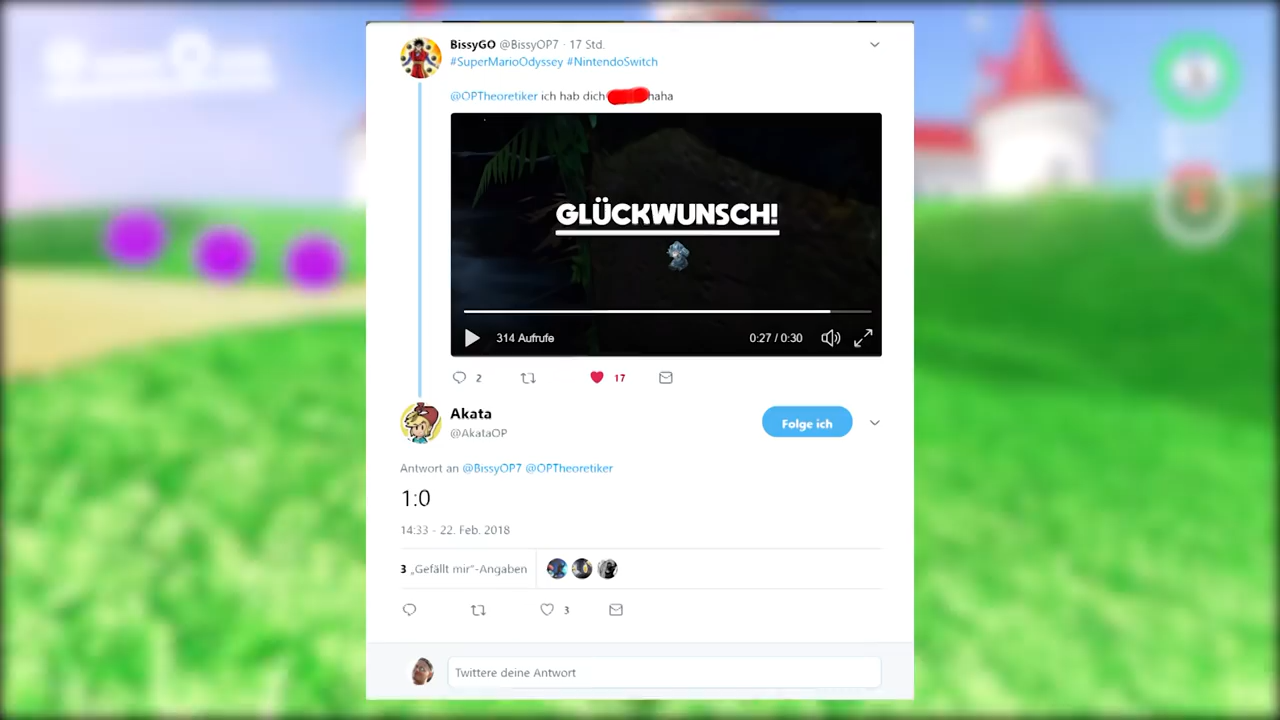 BissyGO @BissyOP7 · 17 Std.
#SuperMarioOdyssey #NintendoSwitch
@OPTheoretiker ich hab dich haha
GLÜCKWUNSCH!
314 Aufrufe 0:27 / 0:30
2 17
Akata
@AkataOP
Folge ich
Antwort an @BissyOP7 @OPTheoretiker
1:0
14:33 - 22. Feb. 2018
3 „Gefällt mir“-Angaben
3
Twittere deine Antwort